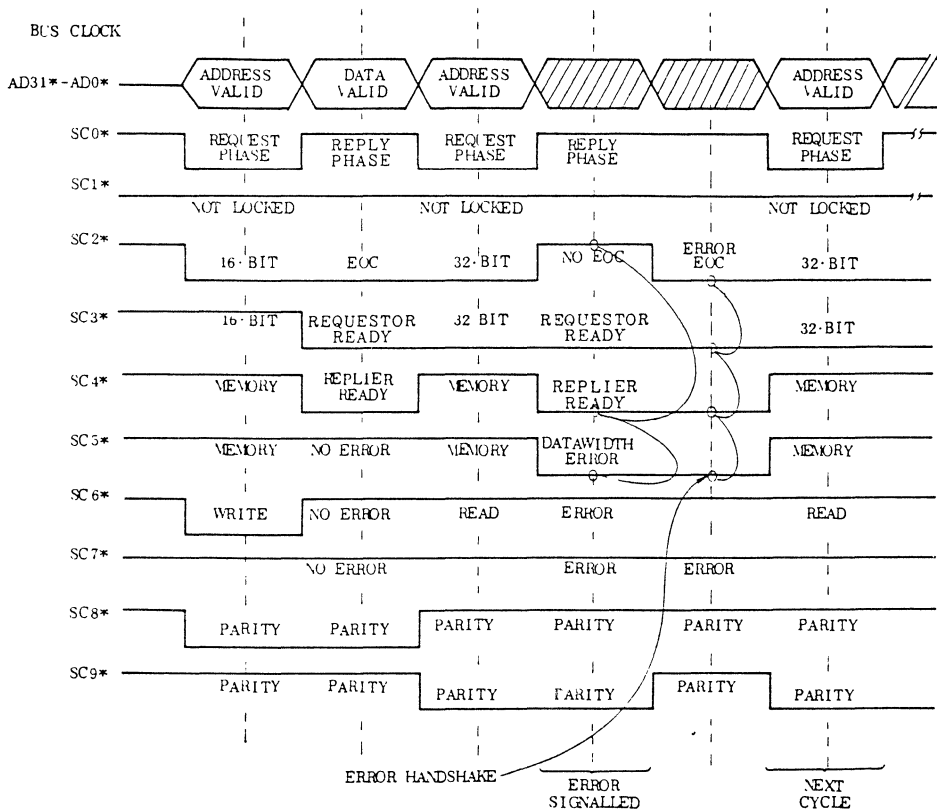 BUS CLOCK
AD31*-AD0*
ADDRESS VALID
DATA VALID
ADDRESS VALID
ADDRESS VALID
SC0*
REQUEST PHASE
REPLY PHASE
REQUEST PHASE
REPLY PHASE
REQUEST PHASE
SC1*
NOT LOCKED
NOT LOCKED
NOT LOCKED
SC2*
16-BIT
EOC
32-BIT
NO EOC
ERROR EOC
32-BIT
SC3*
16-BIT
REQUESTOR READY
32 BIT
REQUESTOR READY
32-BIT
SC4*
MEMORY
REPLIER READY
MEMORY
REPLIER READY
MEMORY
SC5*
MEMORY
NO ERROR
MEMORY
DATAWIDTH ERROR
MEMORY
SC6*
WRITE
NO ERROR
READ
ERROR
READ
SC7*
NO ERROR
ERROR
ERROR
SC8*
PARITY
PARITY
PARITY
PARITY
PARITY
PARITY
SC9*
PARITY
PARITY
PARITY
PARITY
PARITY
PARITY
ERROR HANDSHAKE
ERROR SIGNALLED
NEXT CYCLE